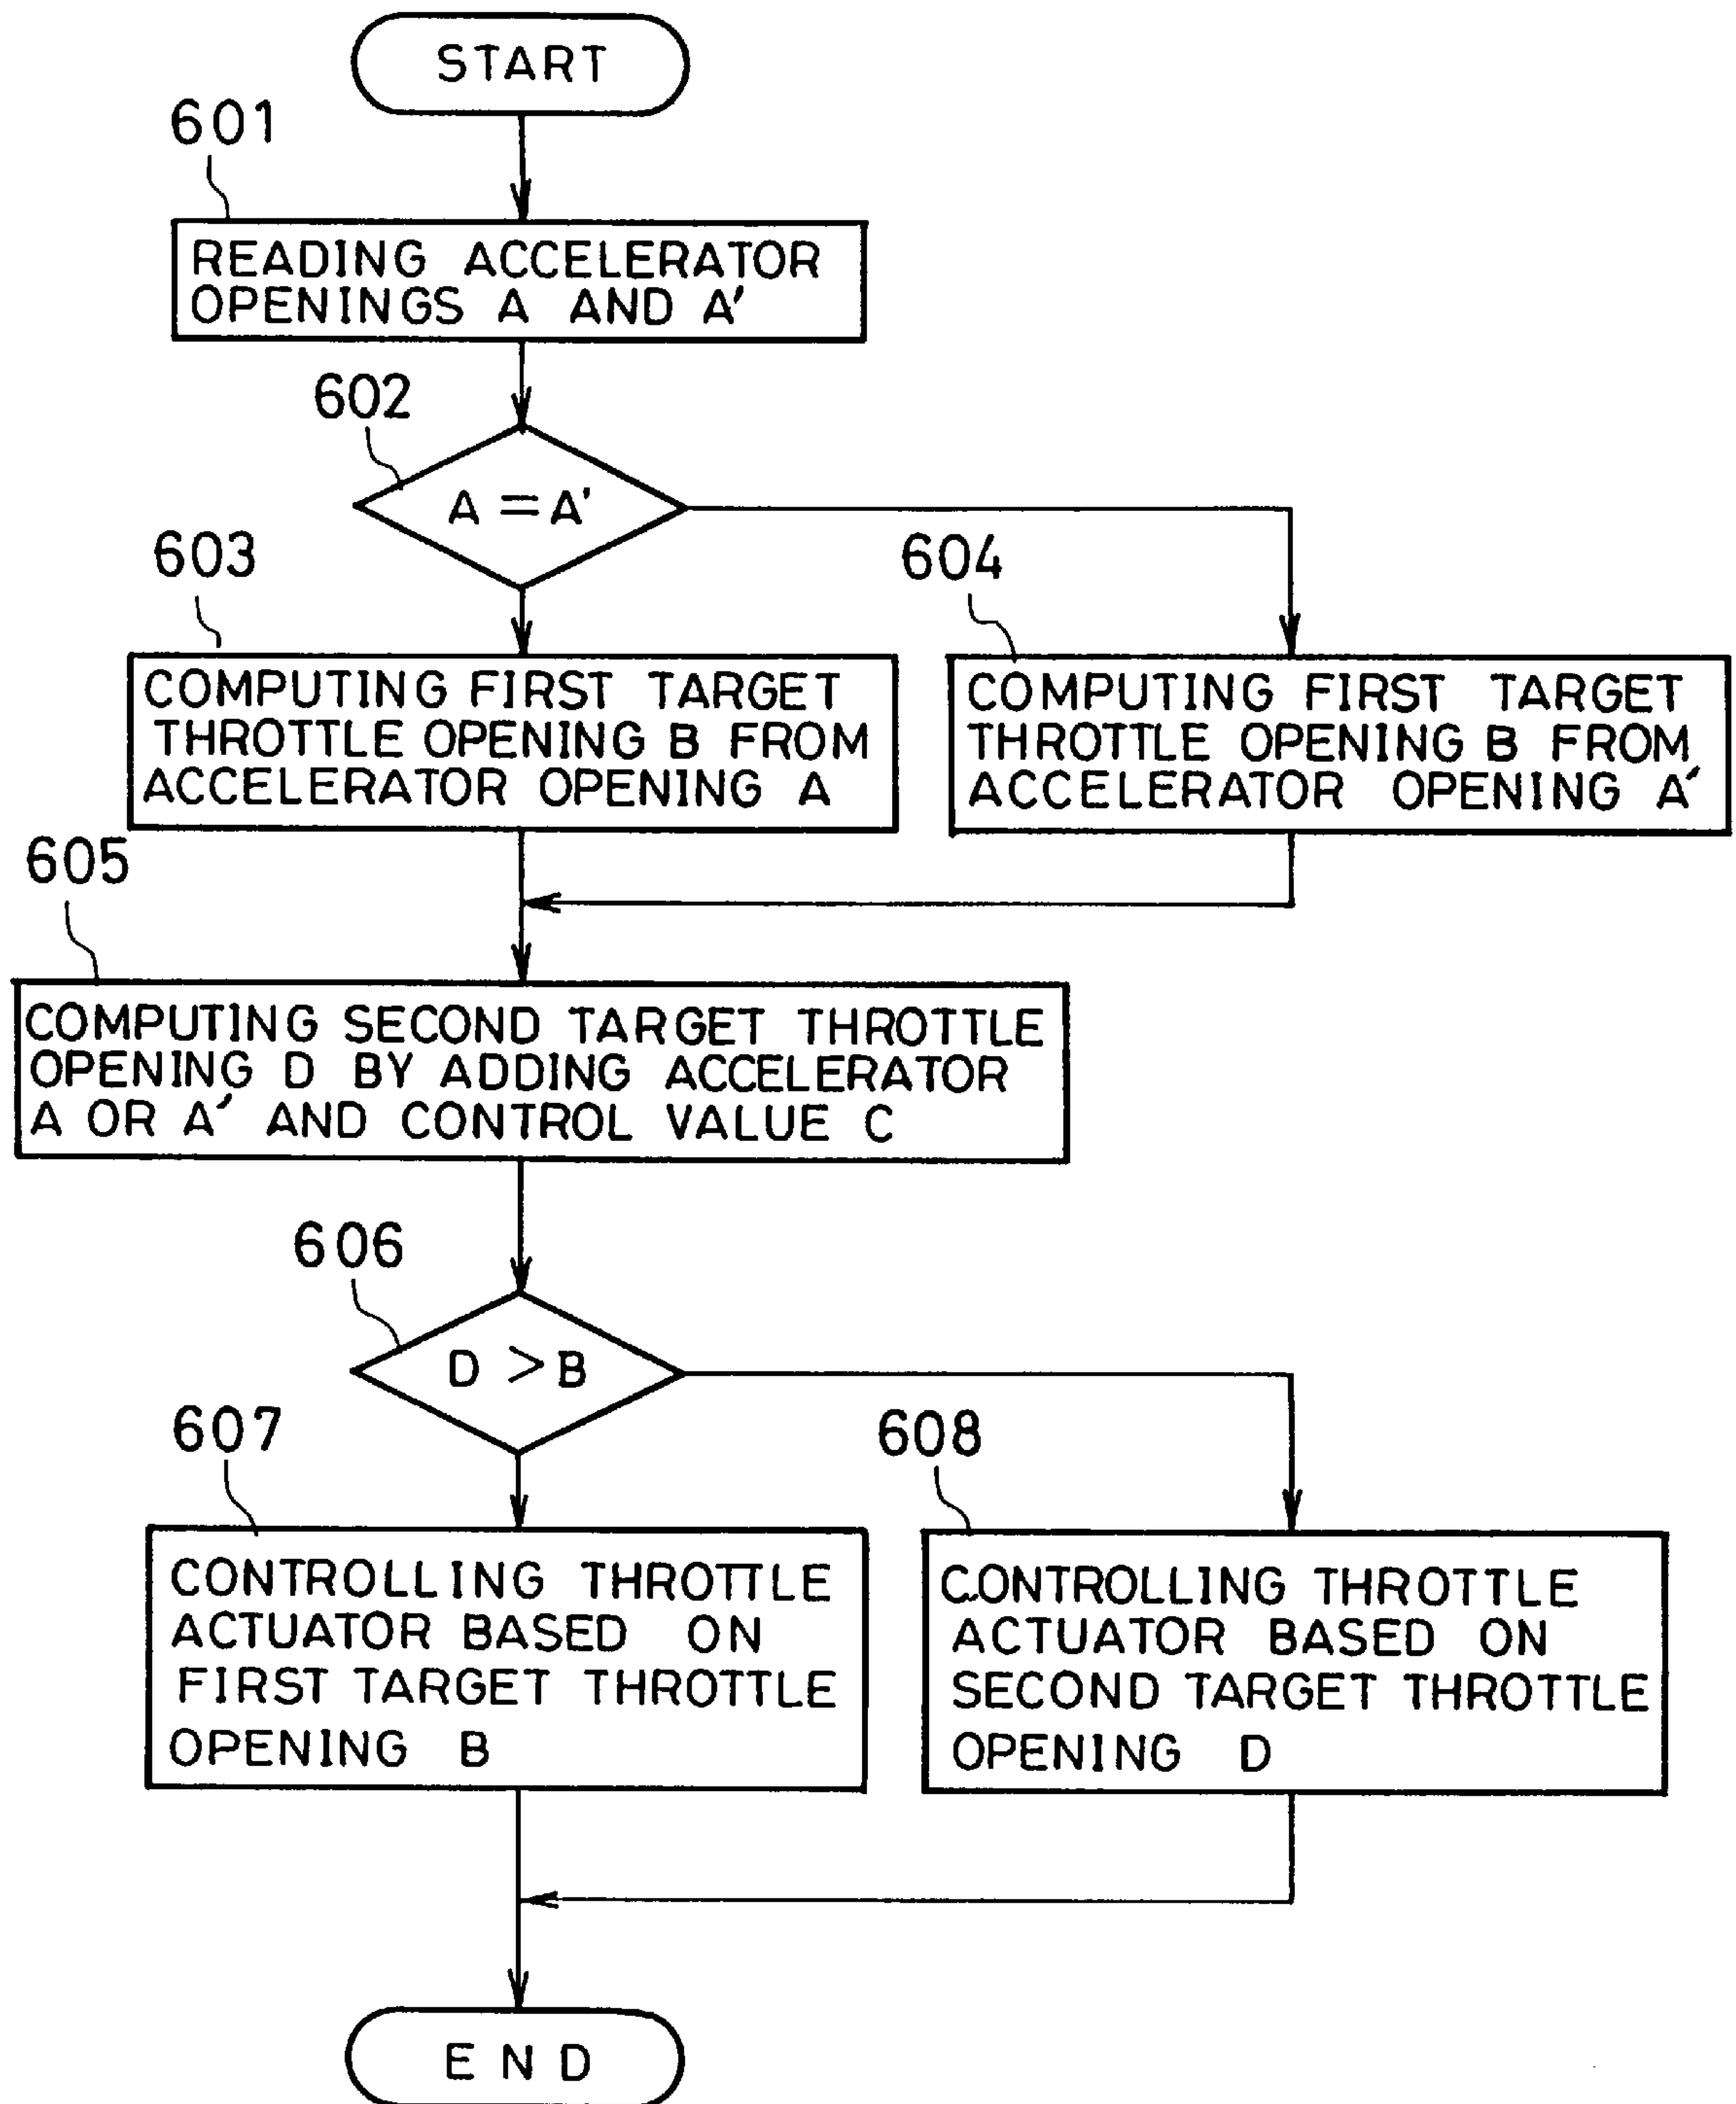 START
601
READING ACCELERATOR
OPENINGS A AND A'
602
A = A'
603
604
COMPUTING FIRST TARGET
THROTTLE OPENING B FROM
ACCELERATOR OPENING A
COMPUTING FIRST TARGET
THROTTLE OPENING B FROM
ACCELERATOR OPENING A'
605
COMPUTING SECOND TARGET THROTTLE
OPENING D BY ADDING ACCELERATOR
A OR A' AND CONTROL VALUE C
606
D > B
607
608
CONTROLLING THROTTLE
ACTUATOR BASED ON
FIRST TARGET THROTTLE
OPENING B
CONTROLLING THROTTLE
ACTUATOR BASED ON
SECOND TARGET THROTTLE
OPENING D
END